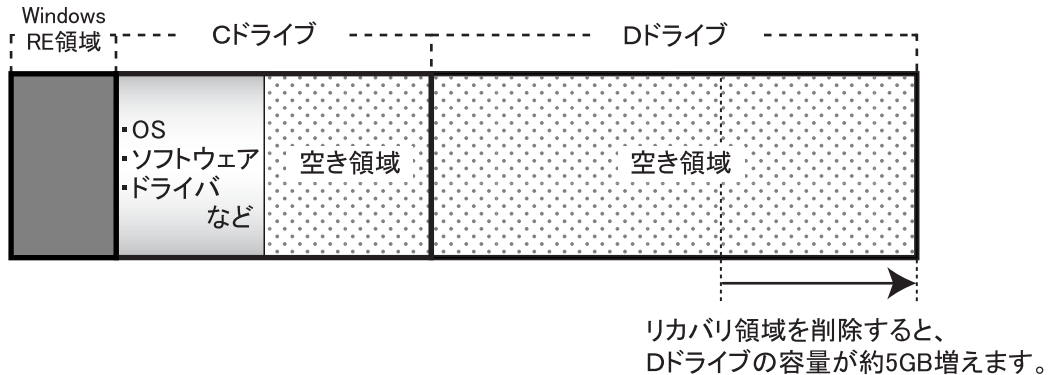 Windows
RE領域
Cドライブ
Dドライブ
・OS
・ソフトウェア
・ドライバ
など
空き領域
空き領域
リカバリ領域を削除すると、
Dドライブの容量が約5GB増えます。